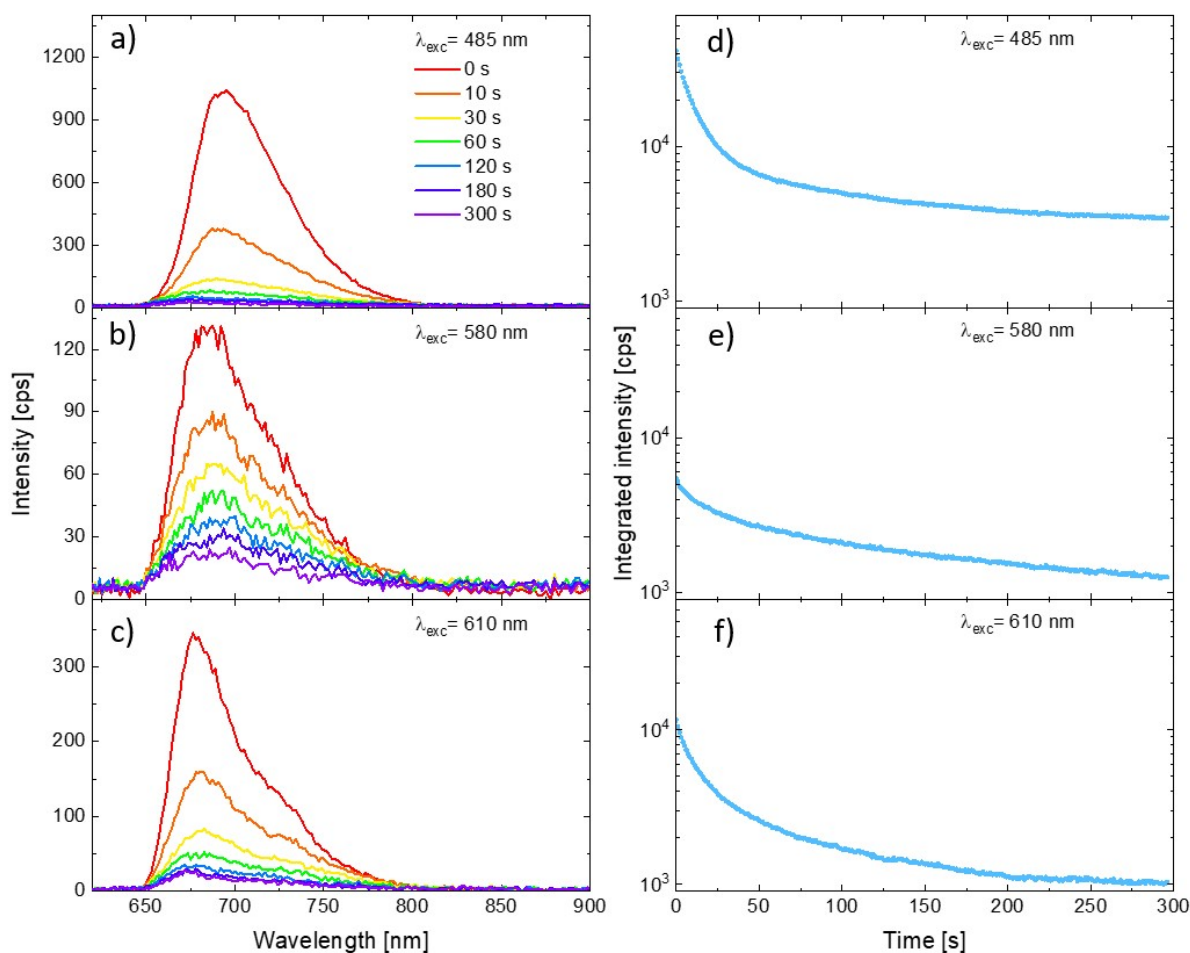 a)
λexc= 485 nm
0 s
10 s
30 s
60 s
120 s
180 s
300 s
1200
900
600
300
0
b)
λexc= 580 nm
120
90
60
30
0
c)
λexc= 610 nm
300
200
100
0
650 700 750 800 850 900
Wavelength [nm]
Intensity [cps]
d)
λexc= 485 nm
10⁴
10³
e)
λexc= 580 nm
10⁴
10³
f)
λexc= 610 nm
10⁴
10³
0 50 100 150 200 250 300
Time [s]
Integrated intensity [cps]